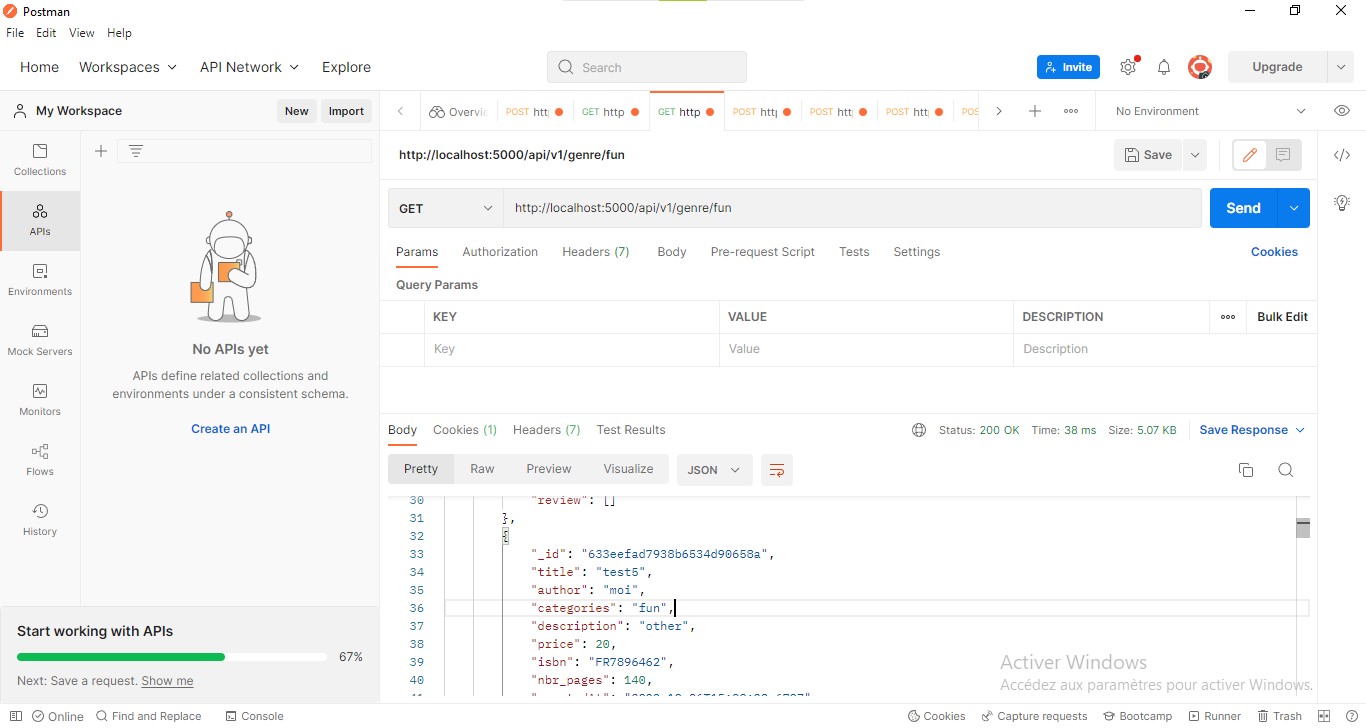 Postman
File Edit View Help
Home Workspaces API Network Explore
Search
Invite
Upgrade
My Workspace
New Import
Overvie POST http GET http GET http POST http POST http POST http POS
No Environment
Collections
APIs
Environments
Mock Servers
Monitors
Flows
History
No APIs yet
APIs define related collections and
environments under a consistent schema.
Create an API
Start working with APIs
67%
Next: Save a request. Show me
http://localhost:5000/api/v1/genre/fun
Save
GET http://localhost:5000/api/v1/genre/fun
Send
Params Authorization Headers (7) Body Pre-request Script Tests Settings Cookies
Query Params
KEY VALUE DESCRIPTION Bulk Edit
Key Value Description
Body Cookies (1) Headers (7) Test Results Status: 200 OK Time: 38 ms Size: 5.07 KB Save Response
Pretty Raw Preview Visualize JSON
30 "review": []
31 },
32 {
33 "_id": "633eefad7938b6534d90658a",
34 "title": "test5",
35 "author": "moi",
36 "categories": "fun",
37 "description": "other",
38 "price": 20,
39 "isbn": "FR7896462",
40 "nbr_pages": 140,
Activer Windows
Accédez aux paramètres pour activer Windows.
Online Find and Replace Console Cookies Capture requests Bootcamp Runner Trash